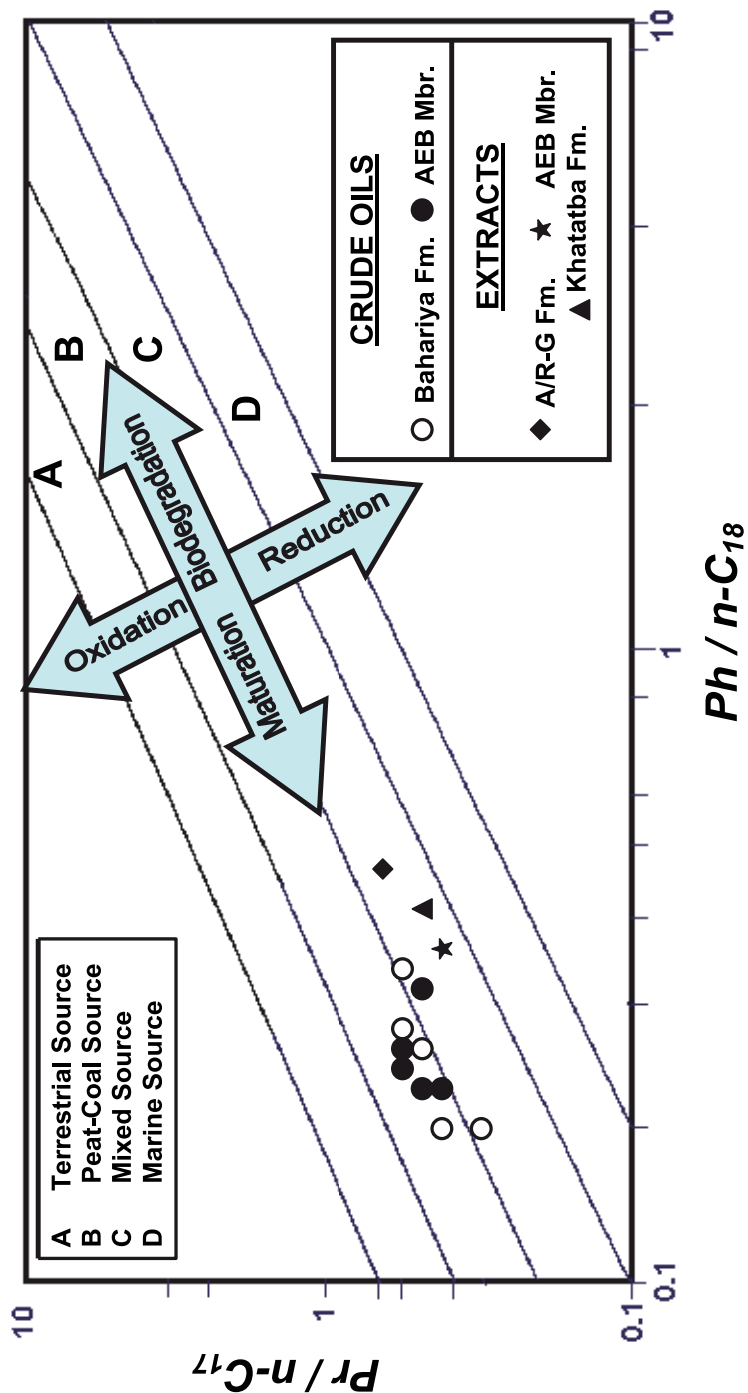 A Terrestrial Source
B Peat-Coal Source
C Mixed Source
D Marine Source
A
B
C
D
Oxidation
Reduction
Maturation Biodegradation
CRUDE OILS
Bahariya Fm. AEB Mbr.
EXTRACTS
A/R-G Fm. AEB Mbr.
Khatatba Fm.
10
1
0.1
Pr / n-C17
0.1
1
10
Ph / n-C18